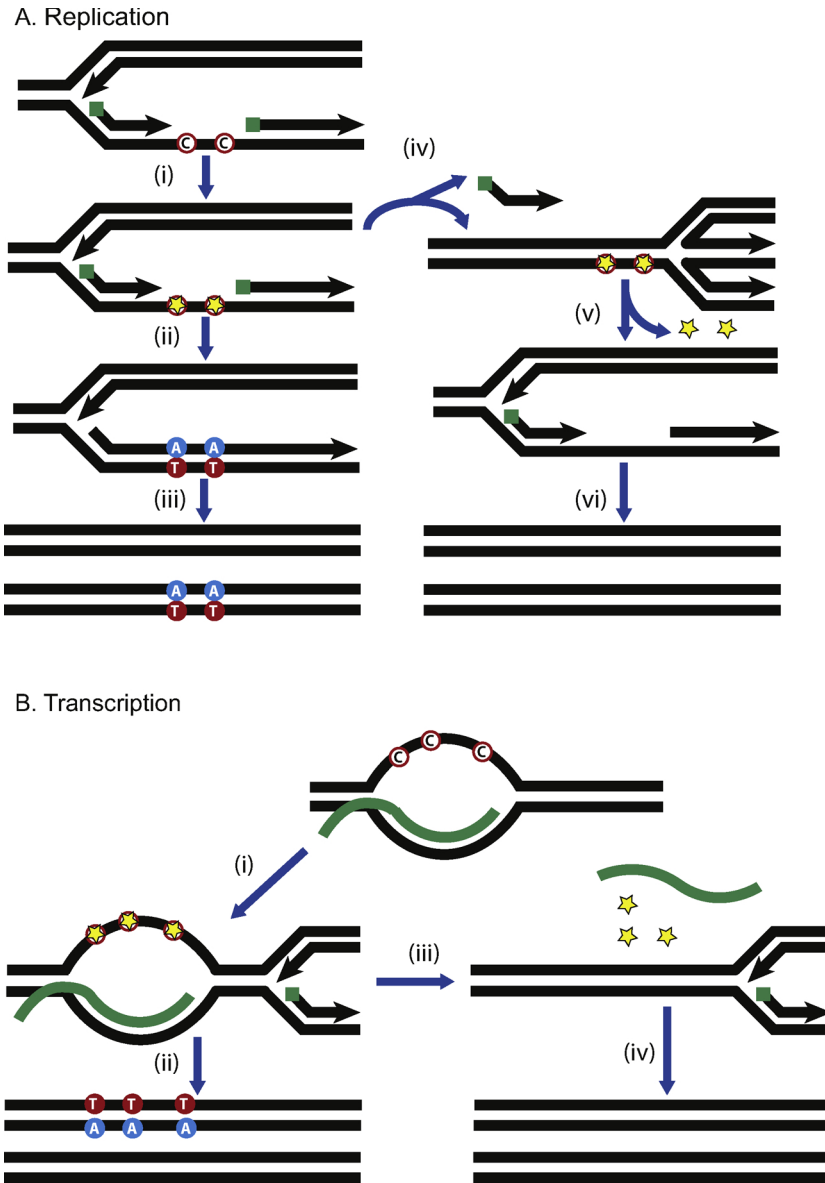 A. Replication
C C
(i)
(iv)
(ii)
(v)
A A
T T
(iii)
(vi)
A A
T T
B. Transcription
C C C
(i)
(iii)
(ii)
(iv)
T T T
A A A